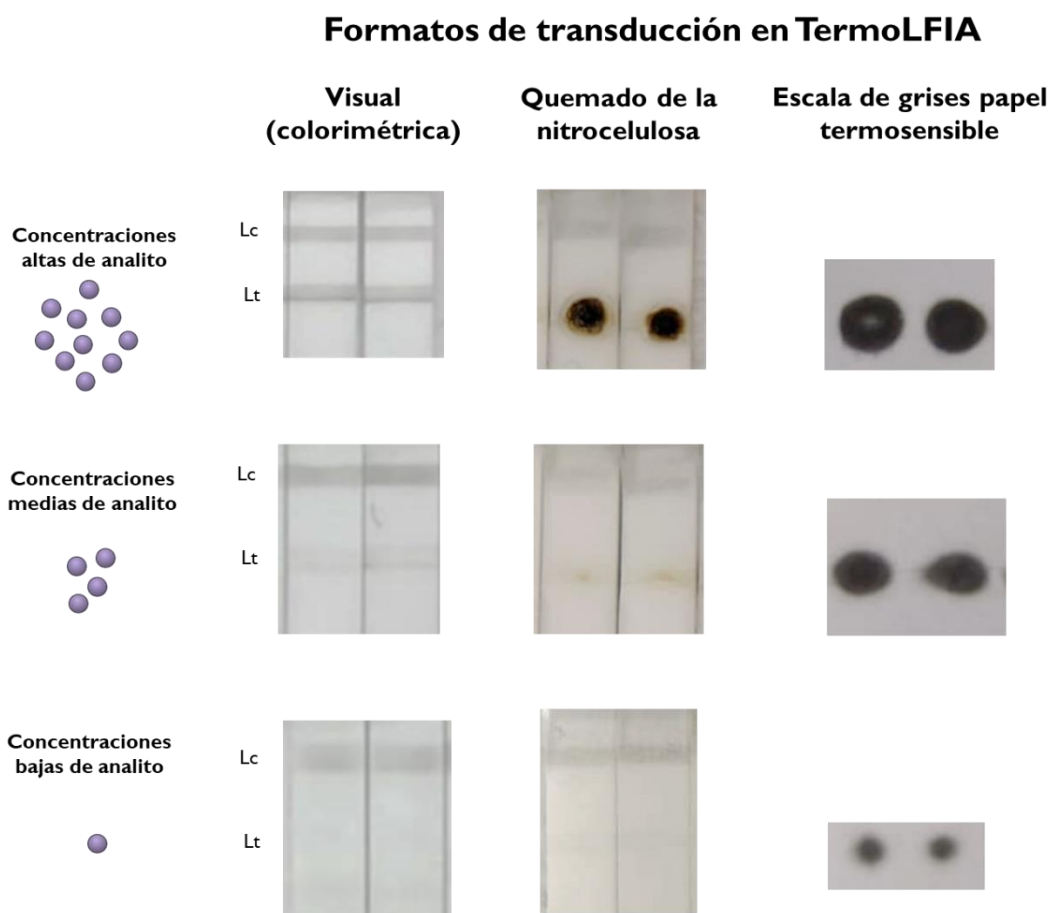 Formatos de transducción en TermoLFIA
Visual
(colorimétrica)
Quemado de la
nitrocelulosa
Escala de grises papel
termosensible
Concentraciones
altas de analito
Lc
Lt
Concentraciones
medias de analito
Lc
Lt
Concentraciones
bajas de analito
Lc
Lt